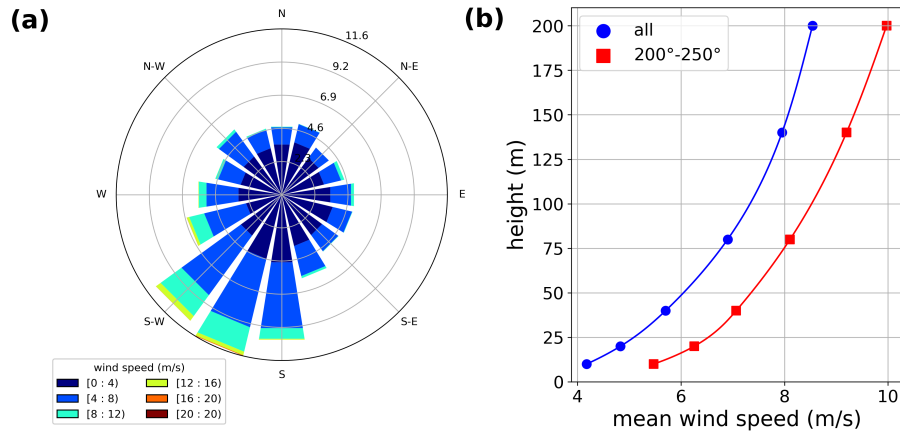 (a)
N
N-E
E
S-E
S
S-W
W
N-W
4.6
6.9
9.2
11.6
wind speed (m/s)
[0 : 4)
[4 : 8)
[8 : 12)
[12 : 16)
[16 : 20)
[20 : 20)
(b)
all
200°-250°
200
175
150
125
100
75
50
25
0
height (m)
4
6
8
10
mean wind speed (m/s)